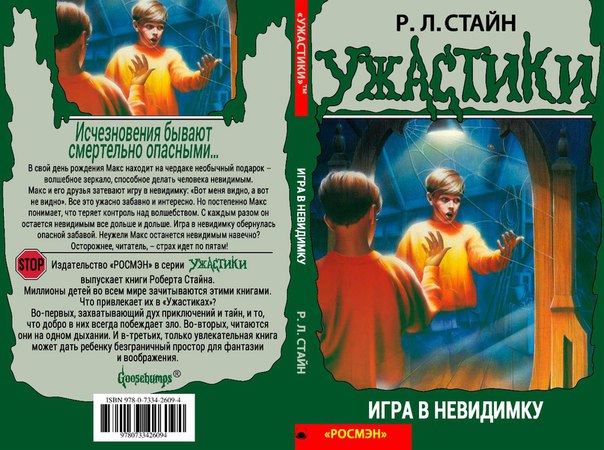 Исчезновения бывают
смертельно опасными...
В свой день рождения Макс находит на чердаке необычный подарок –
волшебное зеркало, способное делать человека невидимым.
Макс и его друзья затевают игру в невидимку: «Вот меня видно, а вот
не видно». Все это ужасно забавно и интересно. Но постепенно Макс
понимает, что теряет контроль над волшебством. С каждым разом он
остается невидимым все дольше и дольше. Игра в невидимку обернулась
опасной забавой. Неужели Макс останется невидимым навечно?
Осторожнее, читатель, – страх идет по пятам!
STOP Издательство «РОСМЭН» в серии УЖАСТИКИ
выпускает книги Роберта Стайна.
Миллионы детей во всем мире зачитываются этими книгами.
Что привлекает их в «Ужастиках»?
Во-первых, захватывающий дух приключений и тайн, и то,
что добро в них всегда побеждает зло. Во-вторых, читаются
они на одном дыхании. И в-третьих, только увлекательная книга
может дать ребенку безграничный простор для фантазии
и воображения.
Goosebumps®
ISBN 978-0-7334-2609-4
9780733426094
«УЖАСТИКИ»™
ИГРА В НЕВИДИМКУ
Р. Л. СТАЙН
Р. Л. СТАЙН
УЖАСТИКИ
ИГРА В НЕВИДИМКУ
«РОСМЭН»